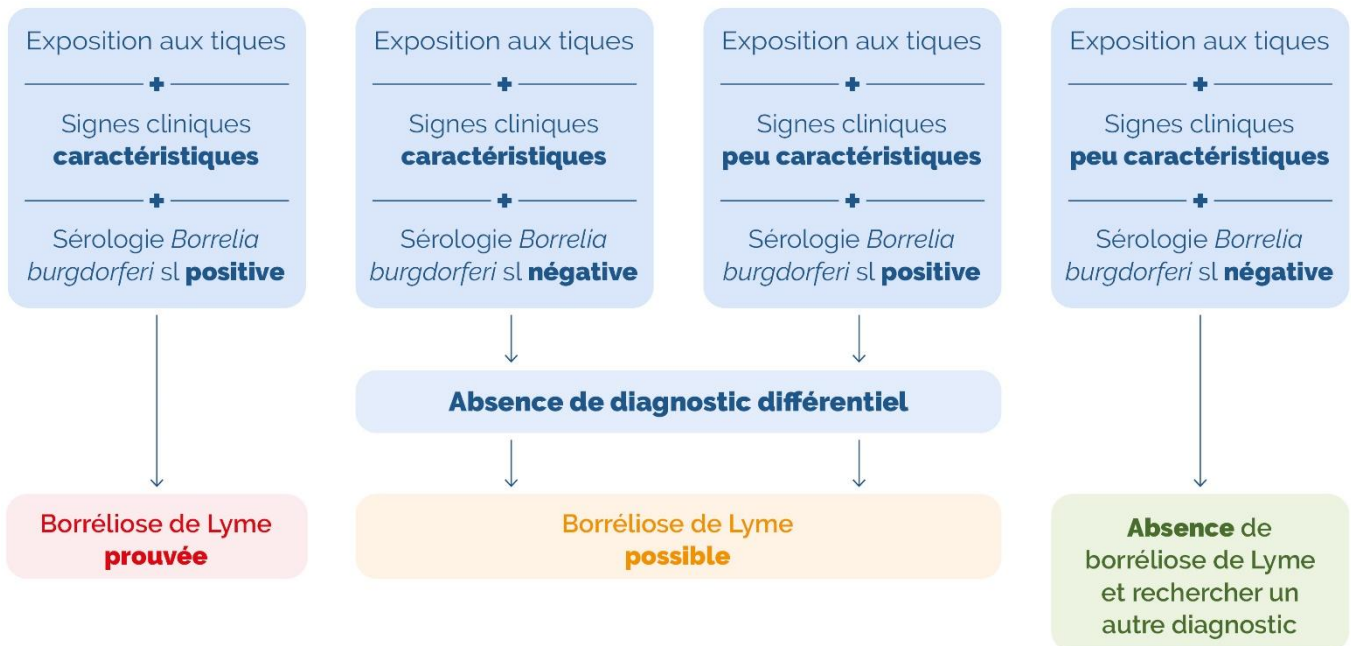 Exposition aux tiques
Signes cliniques
caractéristiques
Sérologie Borrelia
burgdorferi sl positive
Exposition aux tiques
Signes cliniques
caractéristiques
Sérologie Borrelia
burgdorferi sl négative
Exposition aux tiques
Signes cliniques
peu caractéristiques
Sérologie Borrelia
burgdorferi sl positive
Exposition aux tiques
Signes cliniques
peu caractéristiques
Sérologie Borrelia
burgdorferi sl négative
Absence de diagnostic différentiel
Borréliose de Lyme
prouvée
Borréliose de Lyme
possible
Absence de
borréliose de Lyme
et rechercher un
autre diagnostic